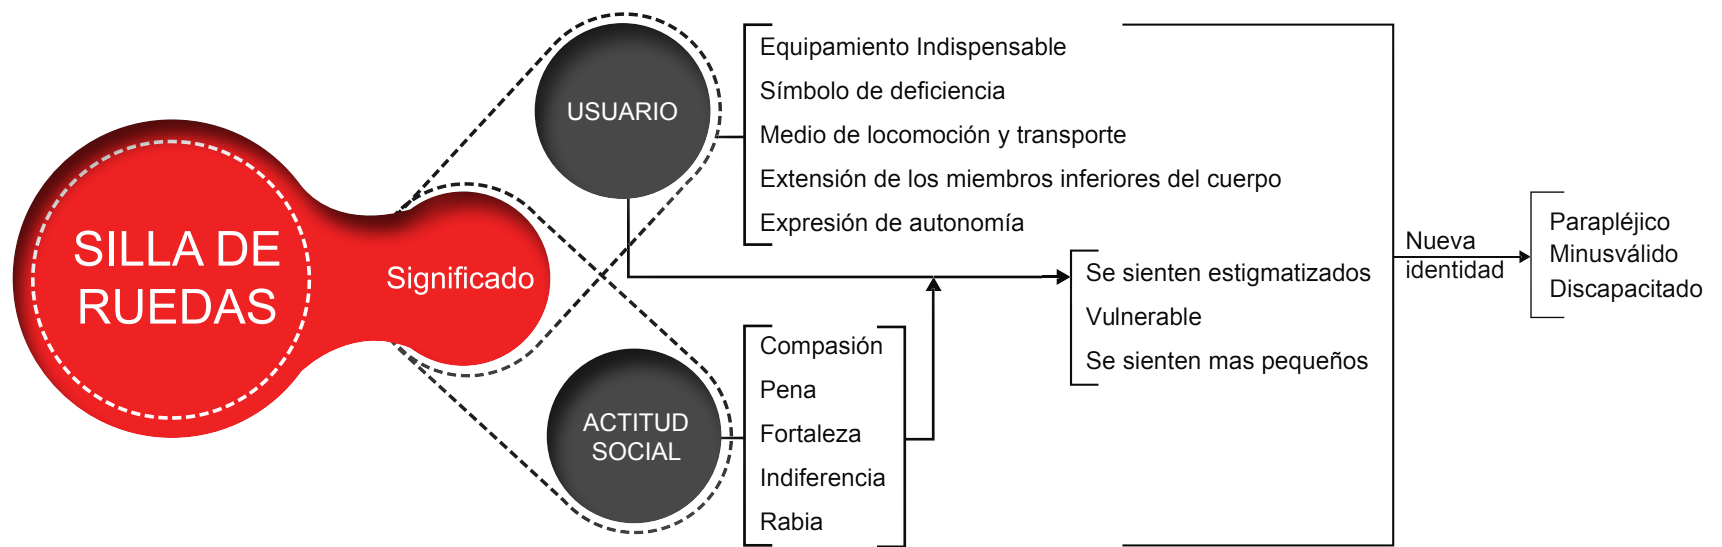 SILLA DE
RUEDAS
Significado
USUARIO
Equipamiento Indispensable
Símbolo de deficiencia
Medio de locomoción y transporte
Extensión de los miembros inferiores del cuerpo
Expresión de autonomía
ACTITUD
SOCIAL
Compasión
Pena
Fortaleza
Indiferencia
Rabia
Se sienten estigmatizados
Vulnerable
Se sienten mas pequeños
Nueva
identidad
Parapléjico
Minusválido
Discapacitado